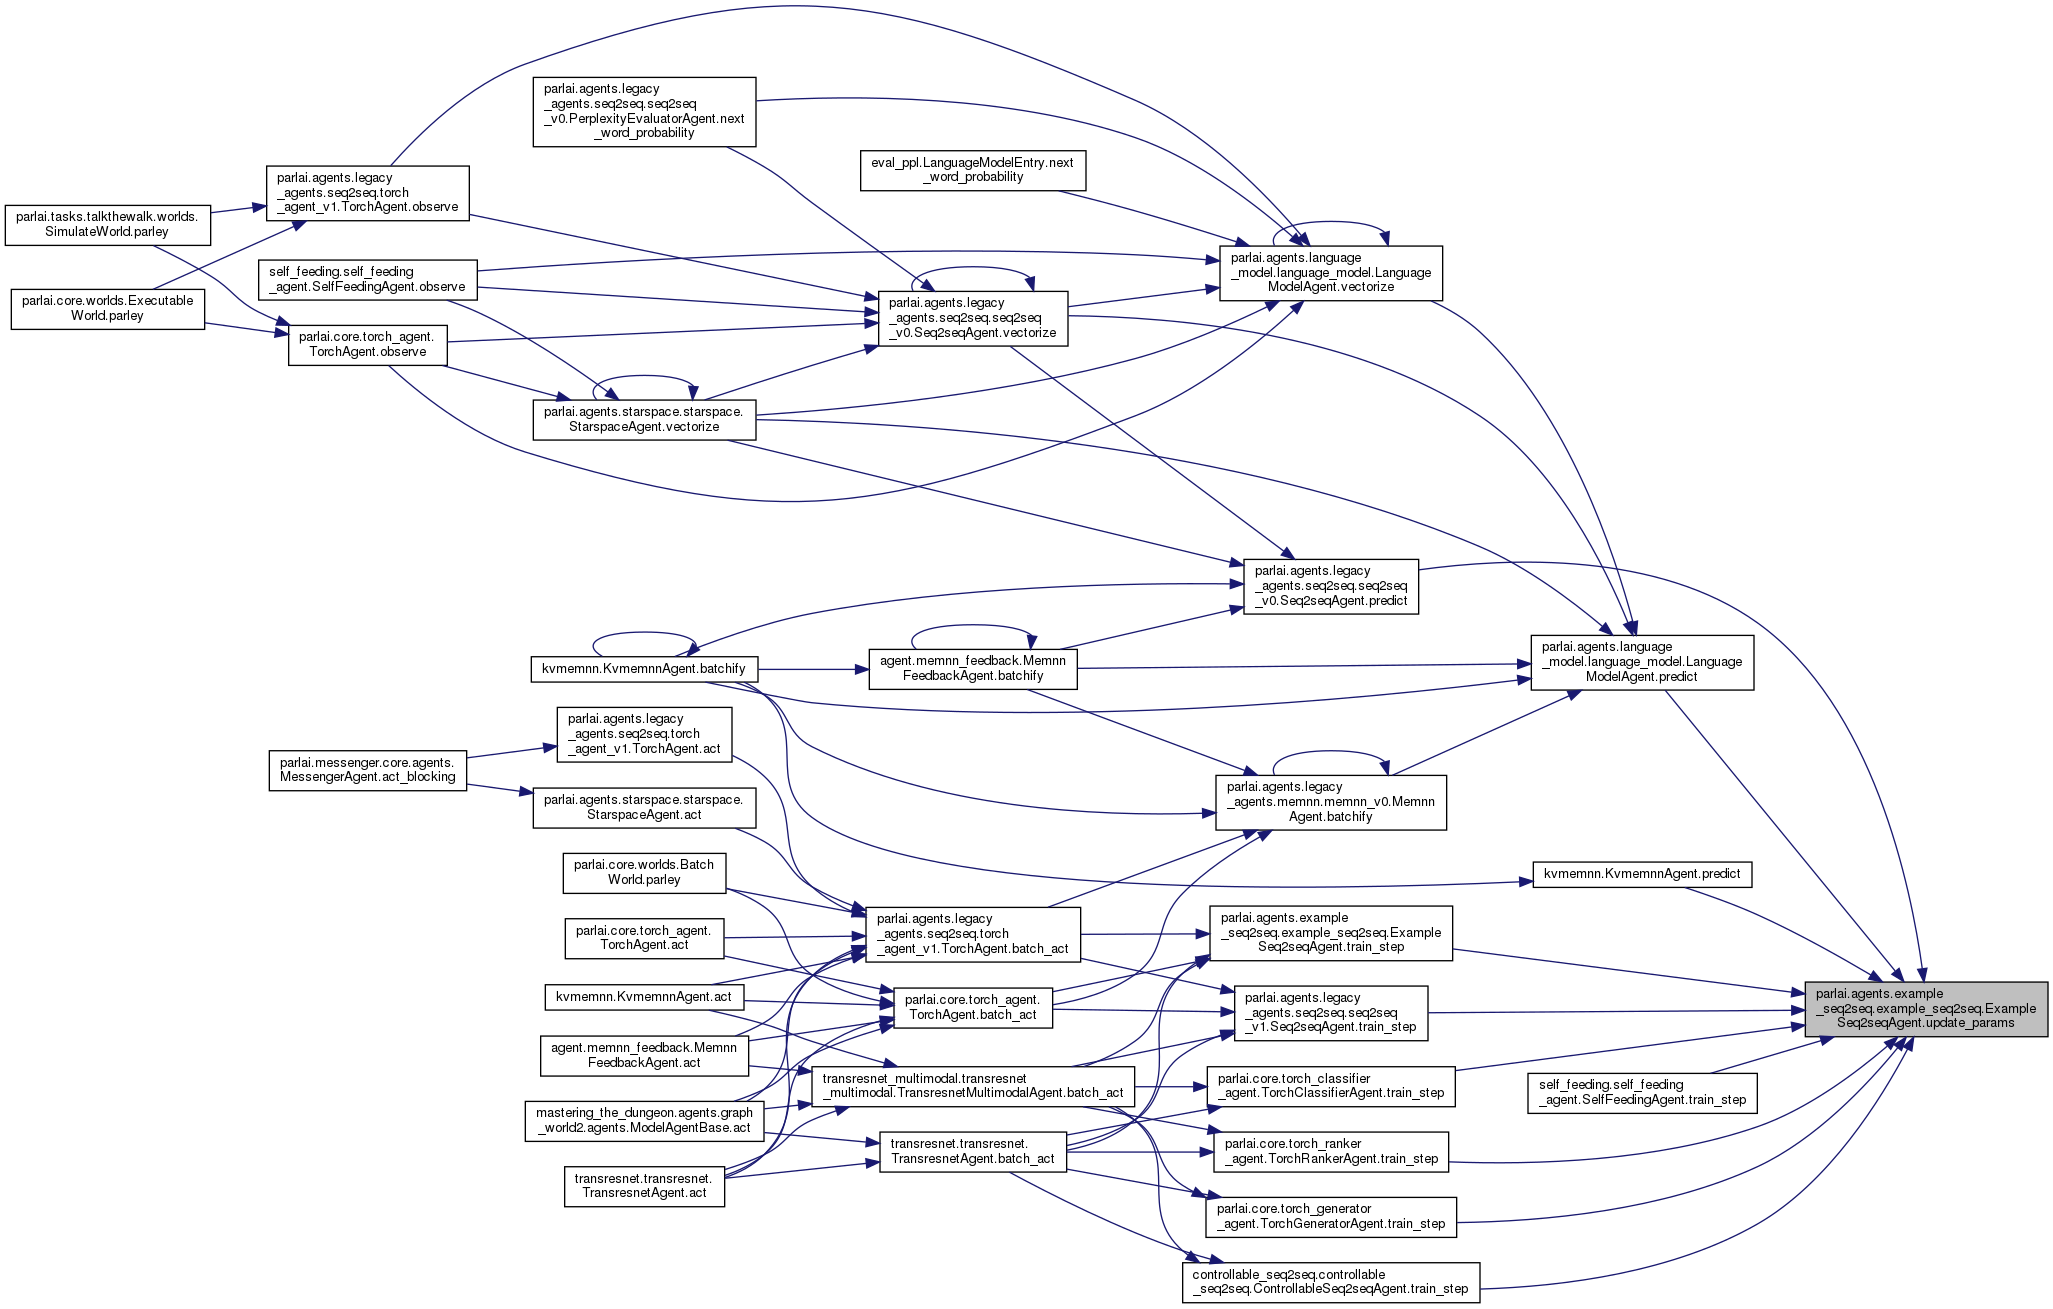 parlai.agents.legacy
_agents.seq2seq.seq2seq
_v0.PerplexityEvaluatorAgent.next
_word_probability
eval_ppl.LanguageModelEntry.next
_word_probability
parlai.agents.legacy
_agents.seq2seq.torch
_agent_v1.TorchAgent.observe
parlai.tasks.talkthewalk.worlds.
SimulateWorld.parley
self_feeding.self_feeding
_agent.SelfFeedingAgent.observe
parlai.agents.language
_model.language_model.Language
ModelAgent.vectorize
parlai.core.worlds.Executable
World.parley
parlai.agents.legacy
_agents.seq2seq.seq2seq
_v0.Seq2seqAgent.vectorize
parlai.core.torch_agent.
TorchAgent.observe
parlai.agents.starspace.starspace.
StarspaceAgent.vectorize
parlai.agents.legacy
_agents.seq2seq.seq2seq
_v0.Seq2seqAgent.predict
parlai.agents.language
_model.language_model.Language
ModelAgent.predict
kvmemnn.KvmemnnAgent.batchify
agent.memnn_feedback.Memnn
FeedbackAgent.batchify
parlai.agents.legacy
_agents.seq2seq.torch
_agent_v1.TorchAgent.act
parlai.messenger.core.agents.
MessengerAgent.act_blocking
parlai.agents.starspace.starspace.
StarspaceAgent.act
parlai.agents.legacy
_agents.memnn.memnn_v0.Memnn
Agent.batchify
parlai.core.worlds.Batch
World.parley
kvmemnn.KvmemnnAgent.predict
parlai.agents.legacy
_agents.seq2seq.torch
_agent_v1.TorchAgent.batch_act
parlai.agents.example
_seq2seq.example_seq2seq.Example
Seq2seqAgent.train_step
parlai.core.torch_agent.
TorchAgent.act
kvmemnn.KvmemnnAgent.act
parlai.core.torch_agent.
TorchAgent.batch_act
parlai.agents.legacy
_agents.seq2seq.seq2seq
_v1.Seq2seqAgent.train_step
parlai.agents.example
_seq2seq.example_seq2seq.Example
Seq2seqAgent.update_params
agent.memnn_feedback.Memnn
FeedbackAgent.act
transresnet_multimodal.transresnet
_multimodal.TransresnetMultimodalAgent.batch_act
parlai.core.torch_classifier
_agent.TorchClassifierAgent.train_step
self_feeding.self_feeding
_agent.SelfFeedingAgent.train_step
mastering_the_dungeon.agents.graph
_world2.agents.ModelAgentBase.act
transresnet.transresnet.
TransresnetAgent.batch_act
parlai.core.torch_ranker
_agent.TorchRankerAgent.train_step
transresnet.transresnet.
TransresnetAgent.act
parlai.core.torch_generator
_agent.TorchGeneratorAgent.train_step
controllable_seq2seq.controllable
_seq2seq.ControllableSeq2seqAgent.train_step